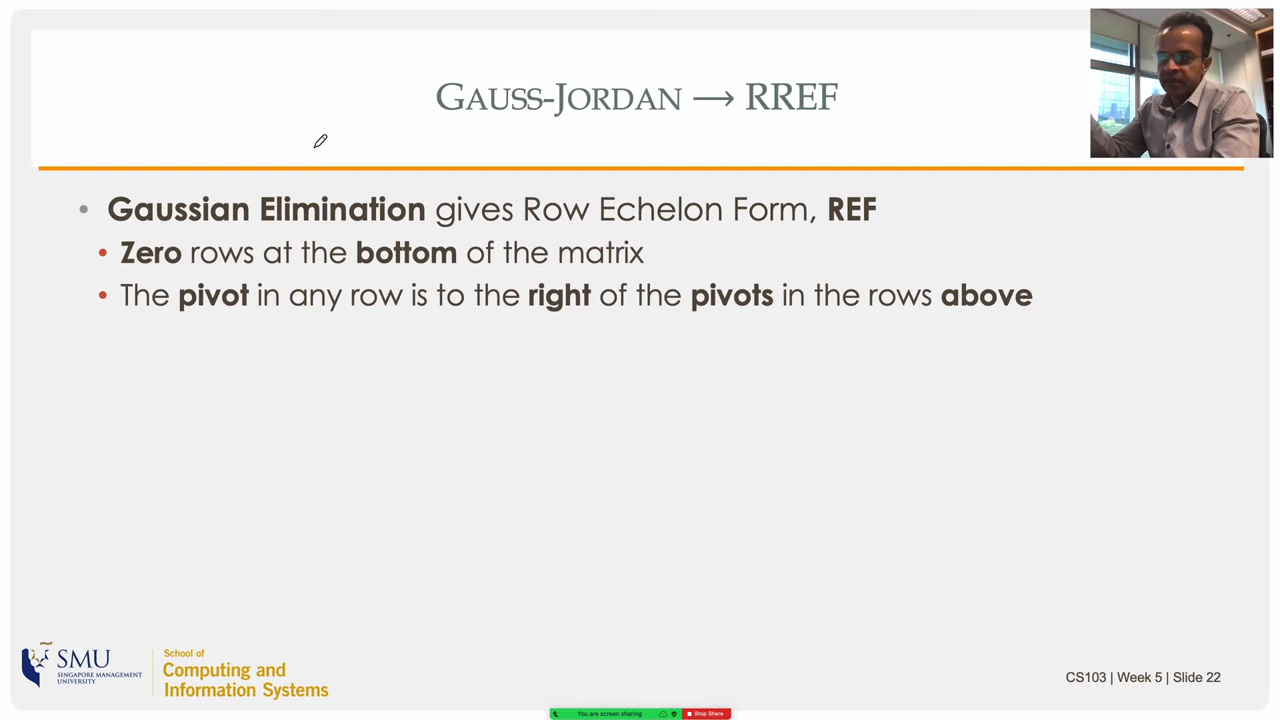 GAUSS-JORDAN → RREF
• Gaussian Elimination gives Row Echelon Form, REF
• Zero rows at the bottom of the matrix
• The pivot in any row is to the right of the pivots in the rows above
SMU
SINGAPORE MANAGEMENT
UNIVERSITY
School of
Computing and
Information Systems
CS103 | Week 5 | Slide 22
You are screen sharing
Stop Share